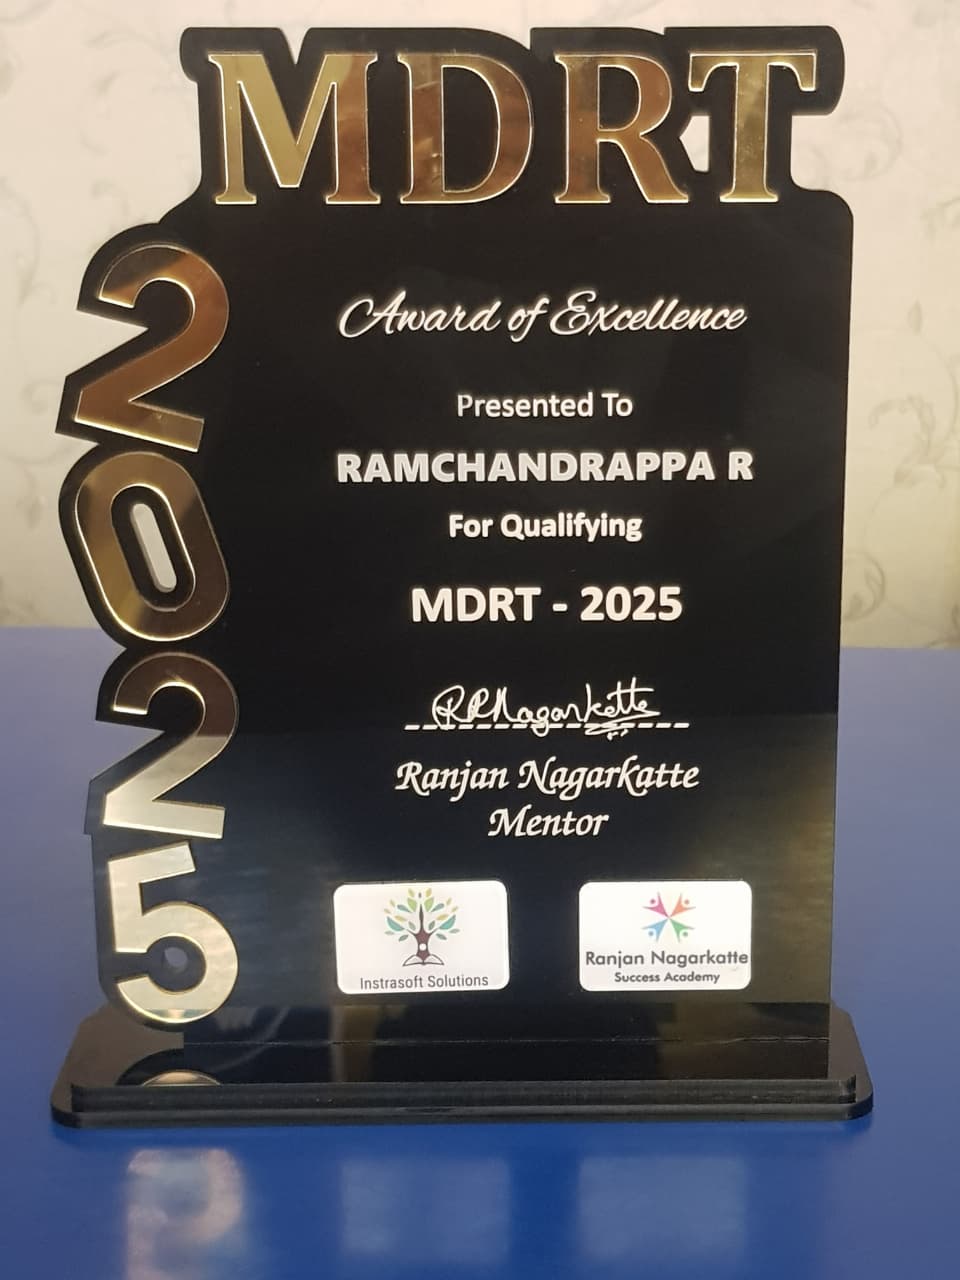 MDRT
2025
Award of Excellence
Presented To
RAMCHANDRAPPA R
For Qualifying
MDRT - 2025
RRNagarkatte
Ranjan Nagarkatte
Mentor
Instrasoft Solutions
Ranjan Nagarkatte
Success Academy